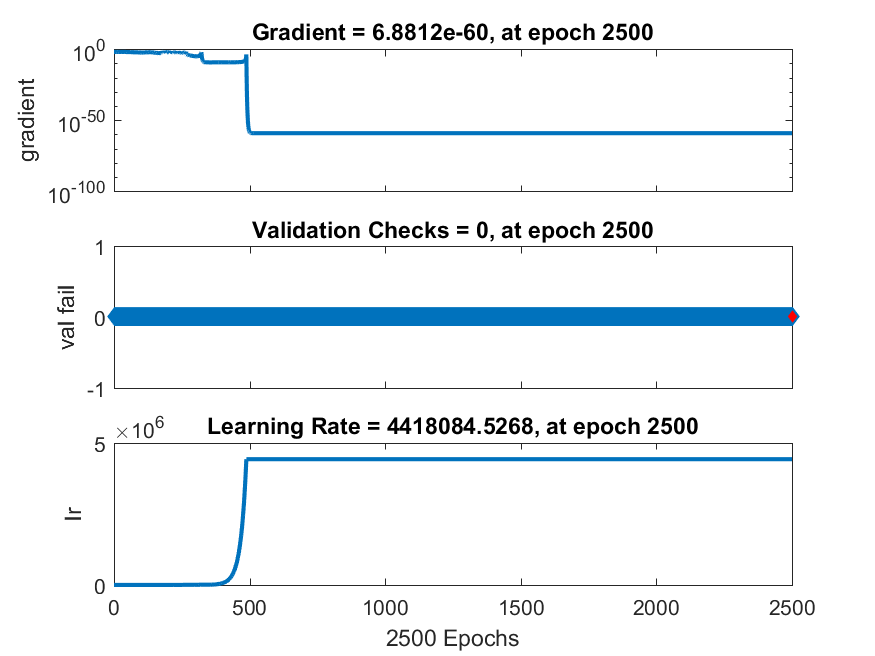 Gradient = 6.8812e-60, at epoch 2500
10^0
10^-50
10^-100
gradient
Validation Checks = 0, at epoch 2500
1
0
-1
val fail
Learning Rate = 4418084.5268, at epoch 2500
×10^6
5
0
lr
0 500 1000 1500 2000 2500
2500 Epochs